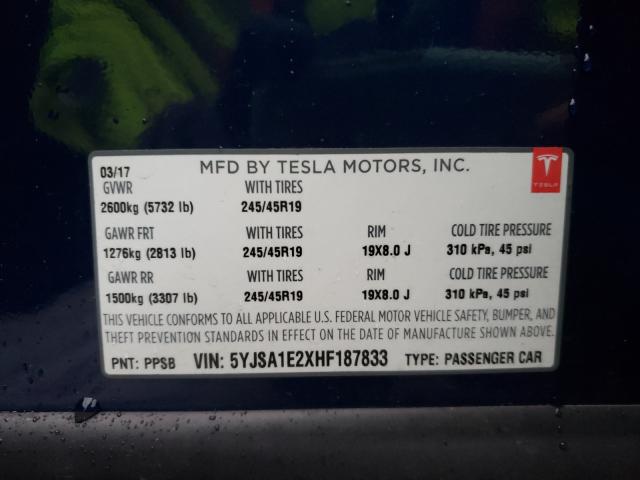 03/17 MFD BY TESLA MOTORS, INC.
TESLA
GVWR WITH TIRES
2600kg (5732 lb) 245/45R19
GAWR FRT WITH TIRES RIM COLD TIRE PRESSURE
1276kg (2813 lb) 245/45R19 19X8.0 J 310 kPa, 45 psi
GAWR RR WITH TIRES RIM COLD TIRE PRESSURE
1500kg (3307 lb) 245/45R19 19X8.0 J 310 kPa, 45 psi
THIS VEHICLE CONFORMS TO ALL APPLICABLE U.S. FEDERAL MOTOR VEHICLE SAFETY, BUMPER, AND
THEFT PREVENTION STANDARDS IN EFFECT ON THE DATE OF MANUFACTURE SHOWN ABOVE.
PNT: PPSB VIN: 5YJSA1E2XHF187833 TYPE: PASSENGER CAR